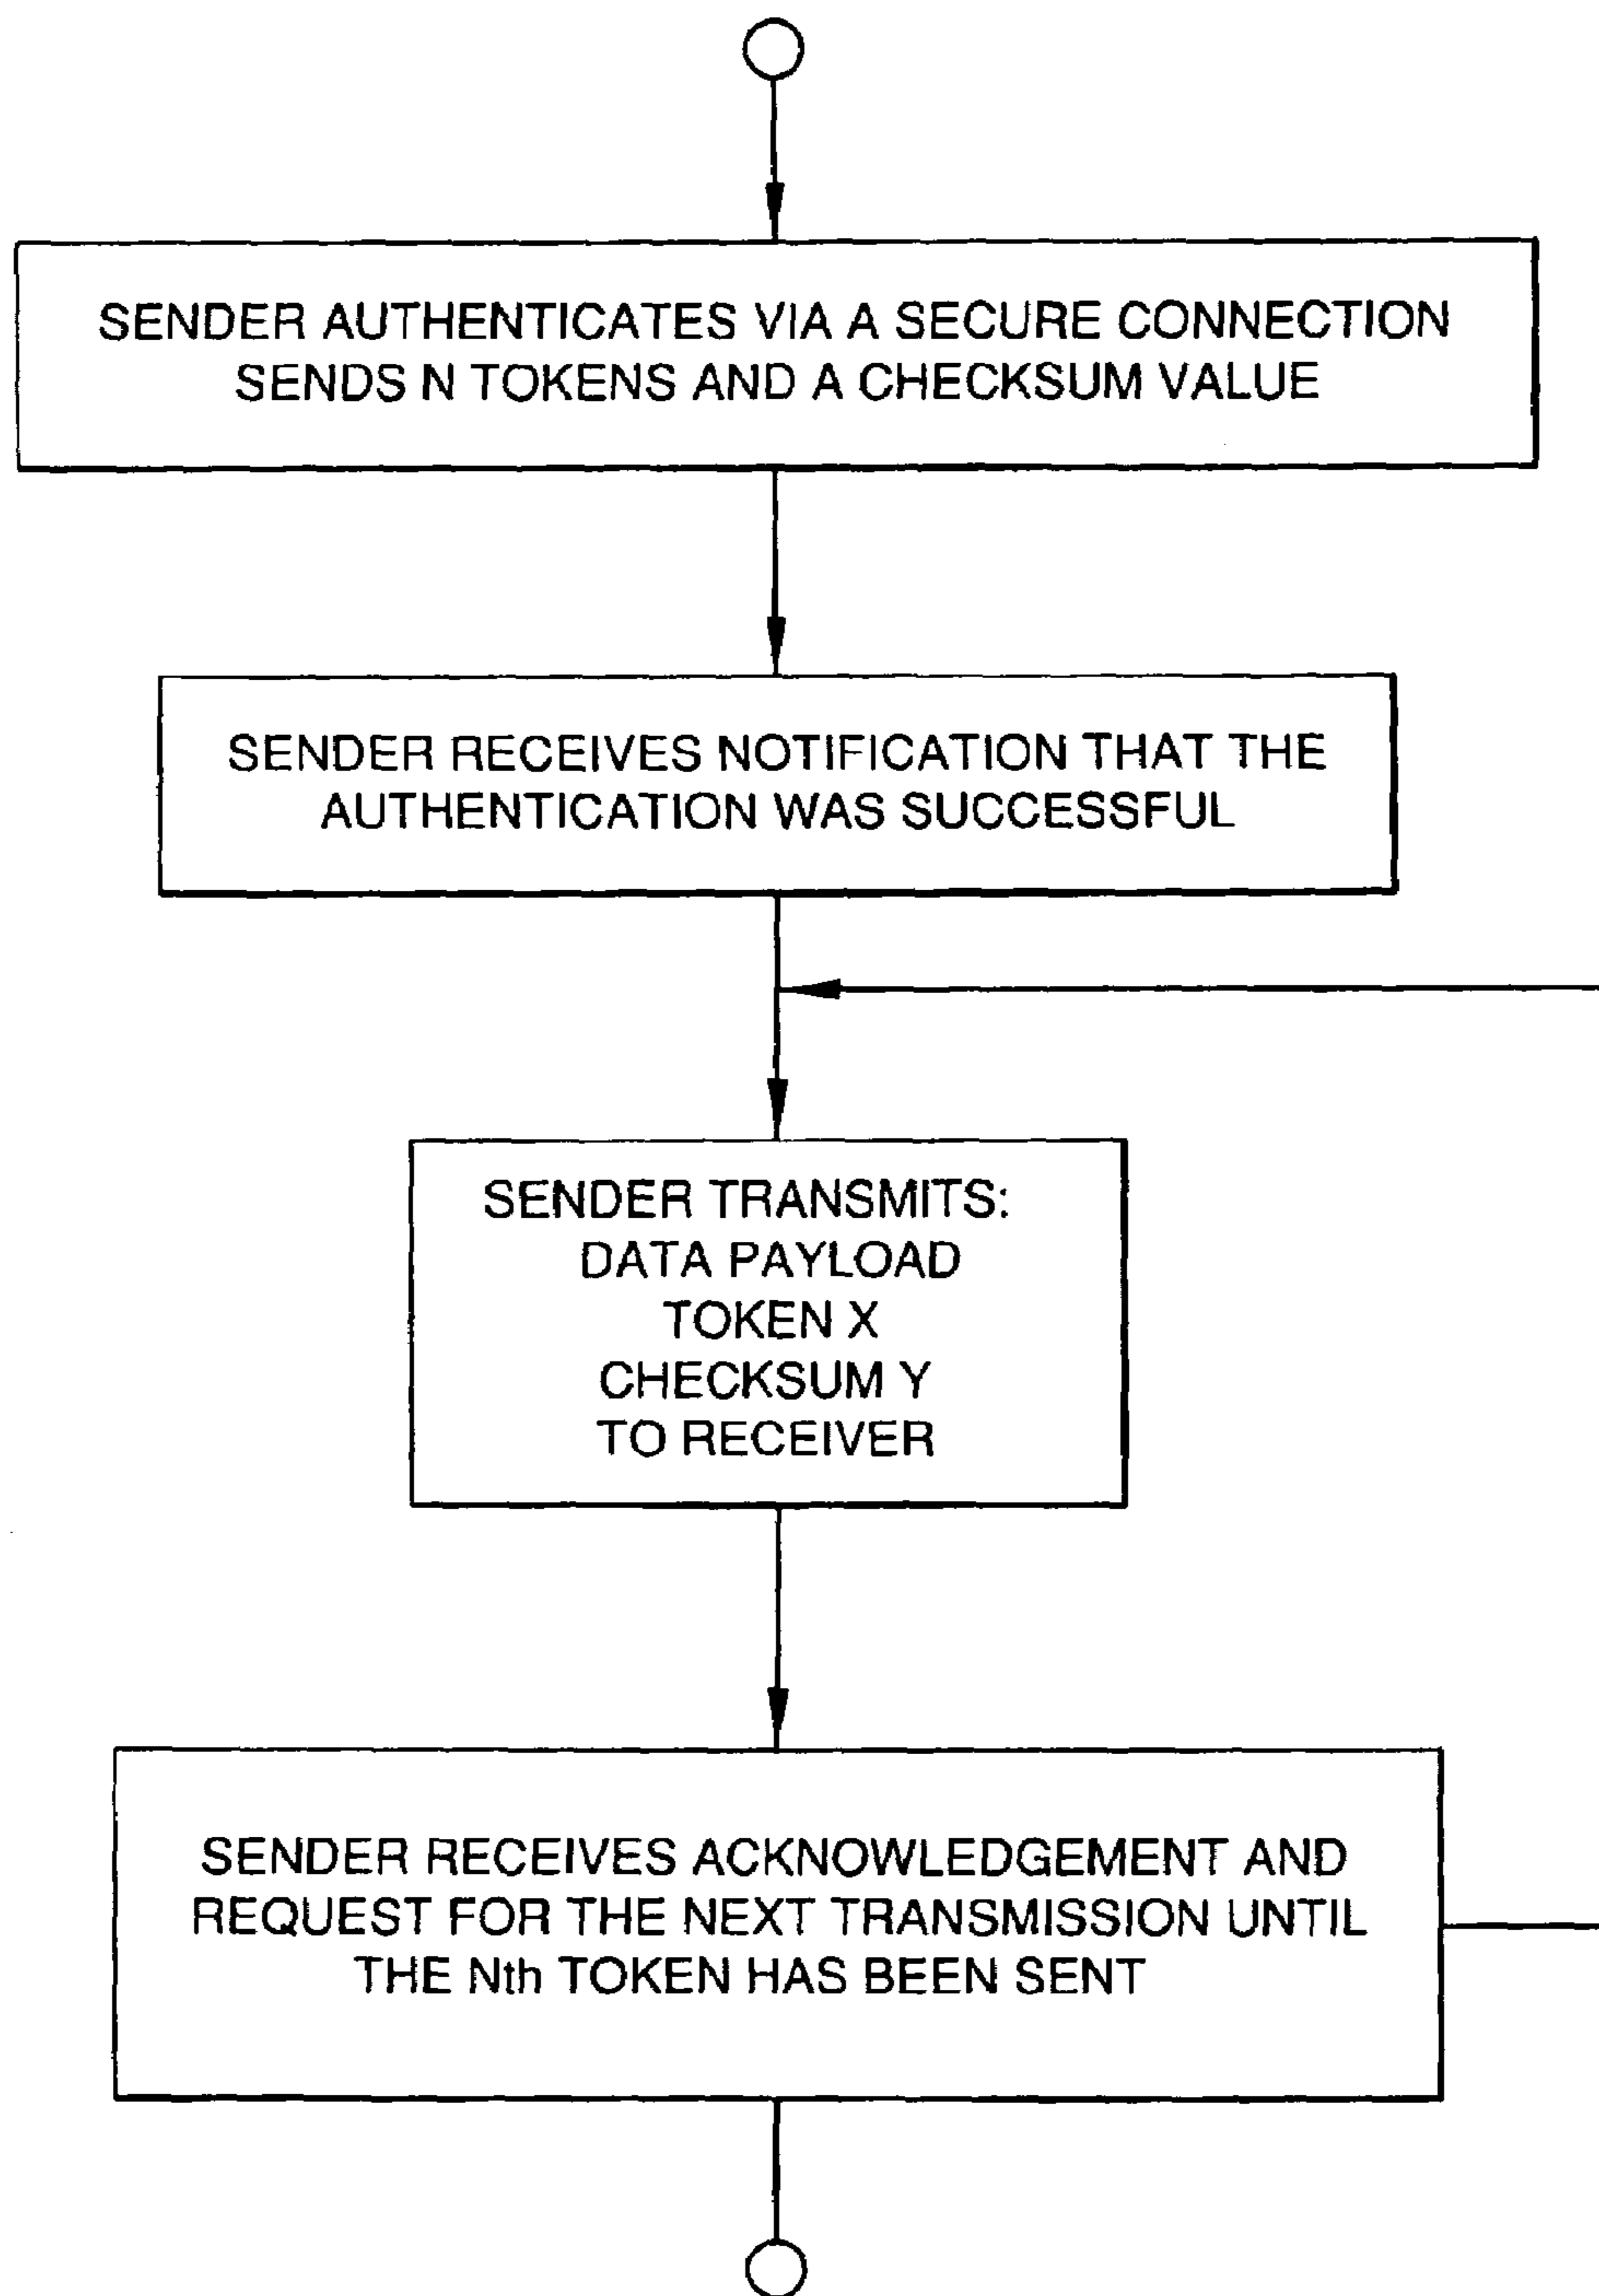 SENDER AUTHENTICATES VIA A SECURE CONNECTION
SENDS N TOKENS AND A CHECKSUM VALUE
SENDER RECEIVES NOTIFICATION THAT THE
AUTHENTICATION WAS SUCCESSFUL
SENDER TRANSMITS:
DATA PAYLOAD
TOKEN X
CHECKSUM Y
TO RECEIVER
SENDER RECEIVES ACKNOWLEDGEMENT AND
REQUEST FOR THE NEXT TRANSMISSION UNTIL
THE Nth TOKEN HAS BEEN SENT